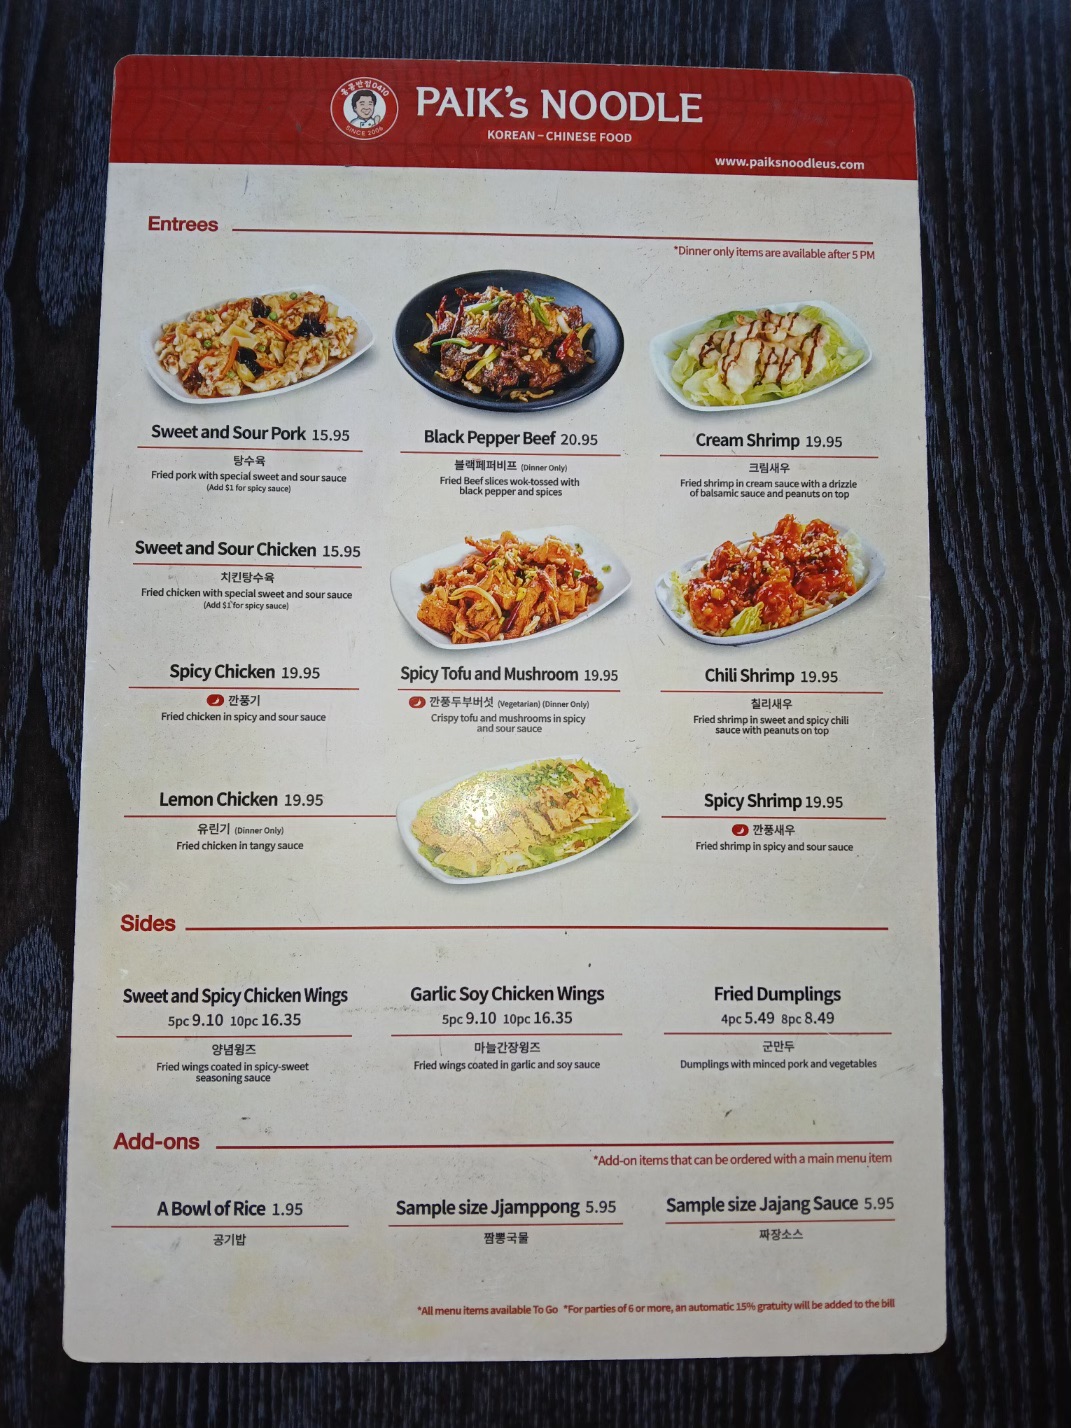 홍콩반점0410
SINCE 2006
PAIK's NOODLE
KOREAN – CHINESE FOOD
www.paiksnoodleus.com
Entrees
*Dinner only items are available after 5 PM
Sweet and Sour Pork 15.95
탕수육
Fried pork with special sweet and sour sauce
(Add $1 for spicy sauce)
Black Pepper Beef 20.95
블랙페퍼비프 (Dinner Only)
Fried Beef slices wok-tossed with
black pepper and spices
Cream Shrimp 19.95
크림새우
Fried shrimp in cream sauce with a drizzle
of balsamic sauce and peanuts on top
Sweet and Sour Chicken 15.95
치킨탕수육
Fried chicken with special sweet and sour sauce
(Add $1 for spicy sauce)
Spicy Chicken 19.95
깐풍기
Fried chicken in spicy and sour sauce
Spicy Tofu and Mushroom 19.95
깐풍두부버섯 (Vegetarian) (Dinner Only)
Crispy tofu and mushrooms in spicy
and sour sauce
Chili Shrimp 19.95
칠리새우
Fried shrimp in sweet and spicy chili
sauce with peanuts on top
Lemon Chicken 19.95
유린기 (Dinner Only)
Fried chicken in tangy sauce
Spicy Shrimp 19.95
깐풍새우
Fried shrimp in spicy and sour sauce
Sides
Sweet and Spicy Chicken Wings
5pc 9.10 10pc 16.35
양념윙즈
Fried wings coated in spicy-sweet
seasoning sauce
Garlic Soy Chicken Wings
5pc 9.10 10pc 16.35
마늘간장윙즈
Fried wings coated in garlic and soy sauce
Fried Dumplings
4pc 5.49 8pc 8.49
군만두
Dumplings with minced pork and vegetables
Add-ons
*Add-on items that can be ordered with a main menu item
A Bowl of Rice 1.95
공기밥
Sample size Jjamppong 5.95
짬뽕국물
Sample size Jajang Sauce 5.95
짜장소스
*All menu items available To Go *For parties of 6 or more, an automatic 15% gratuity will be added to the bill